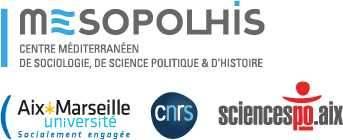 MESOPOLHIS
CENTRE MÉDITERRANÉEN
DE SOCIOLOGIE, DE SCIENCE POLITIQUE & D'HISTOIRE
Aix*Marseille
université
Socialement engagée
cnrs
sciencespo.aix